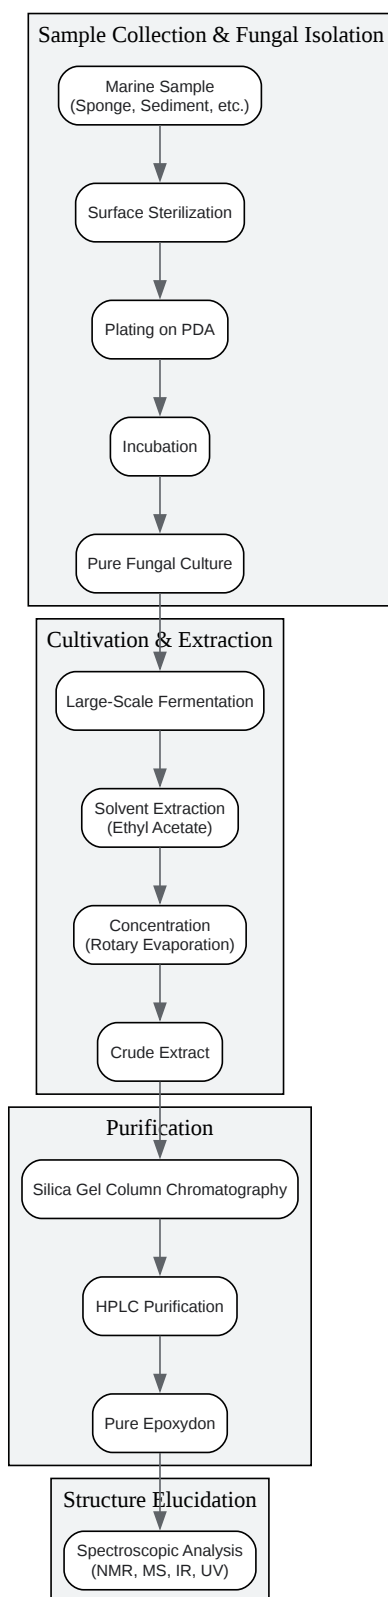 Sample Collection & Fungal Isolation
Marine Sample
(Sponge, Sediment, etc.)
Surface Sterilization
Plating on PDA
Incubation
Pure Fungal Culture
Cultivation & Extraction
Large-Scale Fermentation
Solvent Extraction
(Ethyl Acetate)
Concentration
(Rotary Evaporation)
Crude Extract
Purification
Silica Gel Column Chromatography
HPLC Purification
Pure Epoxydon
Structure Elucidation
Spectroscopic Analysis
(NMR, MS, IR, UV)